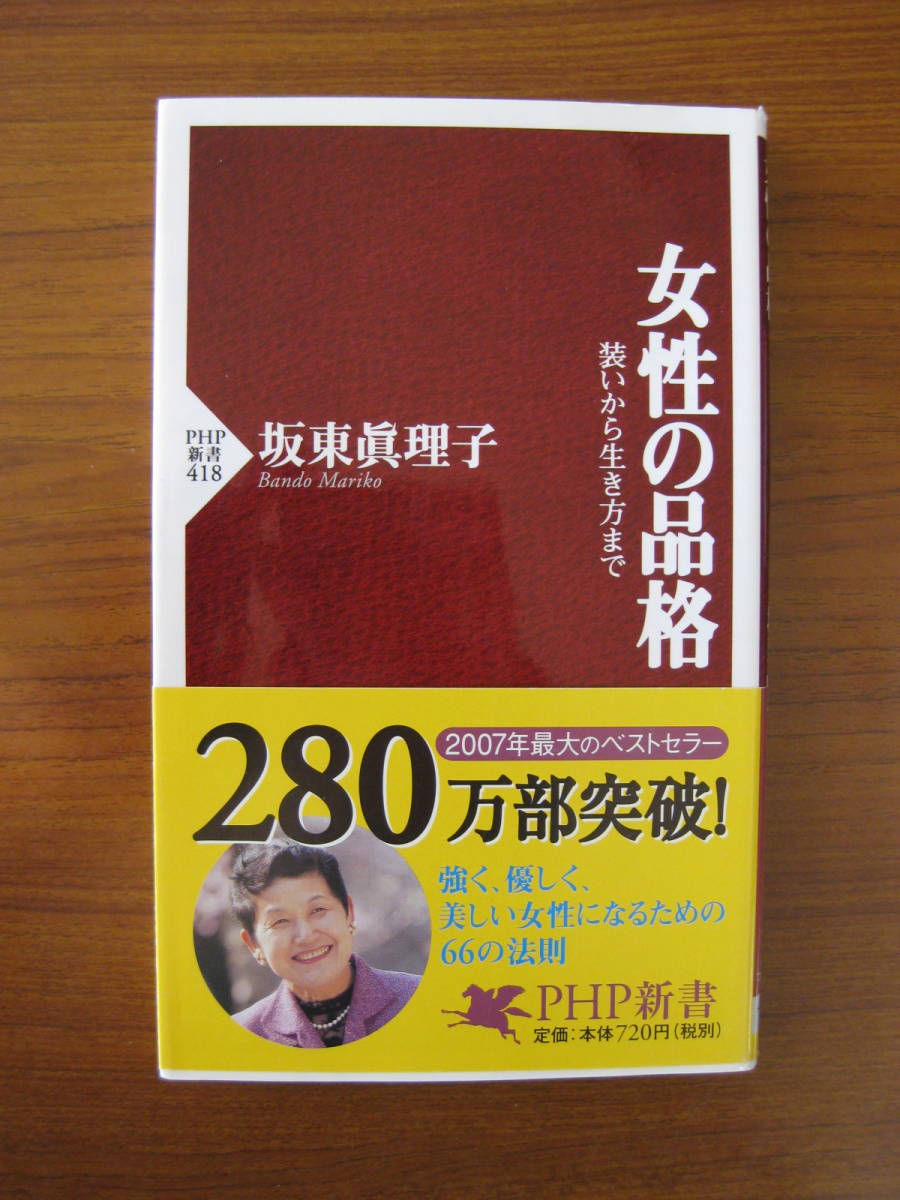 女性の品格
装いから生き方まで
坂東眞理子
Bando Mariko
PHP
新書
418
2007年最大のベストセラー
280万部突破!
強く、優しく、
美しい女性になるための
66の法則
PHP新書
定価:本体720円(税別)